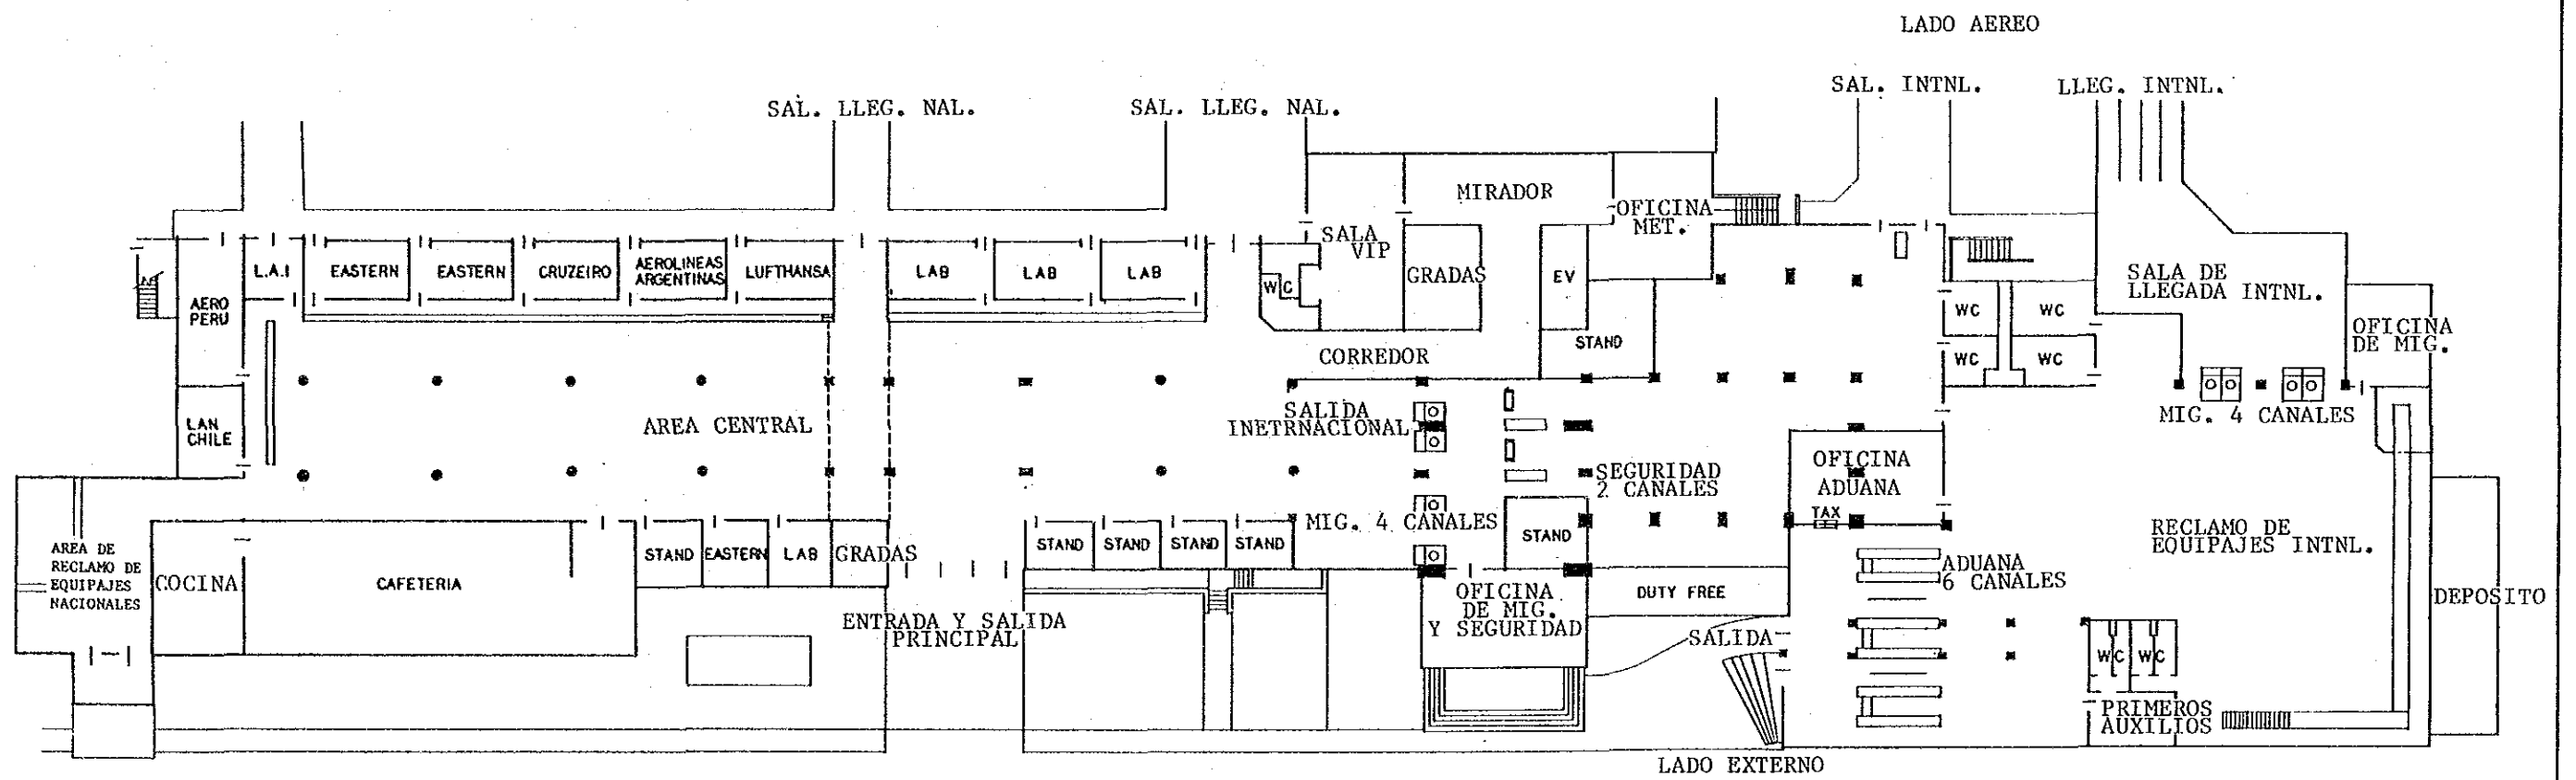 LADO AEREO
SAL. INTNL.
LLEG. INTNL.
SAL. LLEG. NAL.
SAL. LLEG. NAL.
MIRADOR
OFICINA
MET.
SALA
VIP
GRADAS
EV
STAND
WC
L.A.I
EASTERN
EASTERN
CRUZEIRO
AEROLINEAS
ARGENTINAS
LUFTHANSA
LAB
LAB
LAB
AERO
PERU
LAN
CHILE
CORREDOR
AREA CENTRAL
SALIDA
INETRNACIONAL
MIG. 4 CANALES
SEGURIDAD
2 CANALES
WC
WC
WC
WC
SALA DE
LLEGADA INTNL.
OFICINA
DE MIG.
MIG. 4 CANALES
OFICINA
ADUANA
TAX
AREA DE
RECLAMO DE
EQUIPAJES
NACIONALES
COCINA
CAFETERIA
STAND
EASTERN
LAB
GRADAS
STAND
STAND
STAND
STAND
STAND
ENTRADA Y SALIDA
PRINCIPAL
OFICINA
DE MIG.
Y SEGURIDAD
DUTY FREE
SALIDA
ADUANA
6 CANALES
RECLAMO DE
EQUIPAJES INTNL.
DEPOSITO
WC
WC
PRIMEROS
AUXILIOS
LADO EXTERNO